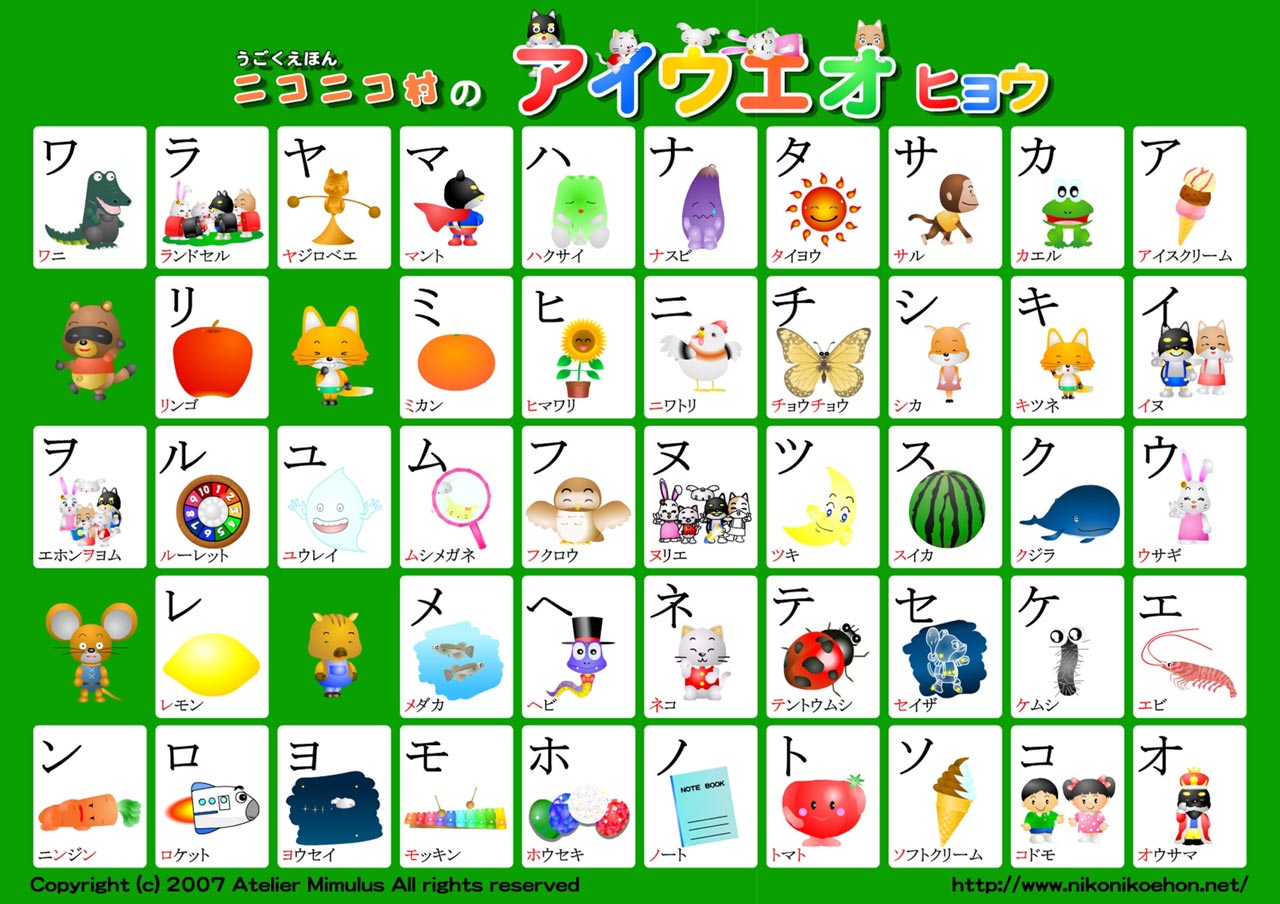 うごくえほん
ニコニコ村の アイウエオ ヒョウ
ア
アイスクリーム
イ
イヌ
ウ
ウサギ
エ
エビ
オ
オウサマ
カ
カエル
キ
キツネ
ク
クジラ
ケ
ケムシ
コ
コドモ
サ
サル
シ
シカ
ス
スイカ
セ
セイザ
ソ
ソフトクリーム
タ
タイヨウ
チ
チョウチョウ
ツ
ツキ
テ
テントウムシ
ト
トマト
ナ
ナスビ
ニ
ニワトリ
ヌ
ヌリエ
ネ
ネコ
ノ
NOTE BOOK
ノート
ハ
ハクサイ
ヒ
ヒマワリ
フ
フクロウ
ヘ
ヘビ
ホ
ホウセキ
マ
マント
ミ
ミカン
ム
ムシメガネ
メ
メダカ
モ
モッキン
ヤ
ヤジロベエ
ユ
ユウレイ
ヨ
ヨウセイ
ラ
ランドセル
リ
リンゴ
ル
10 1 2 3 4 5 6 7 8 9
ルーレット
レ
レモン
ロ
ロケット
ワ
ワニ
ヲ
エホンヲヨム
ン
ニンジン
Copyright (c) 2007 Atelier Mimulus All rights reserved
http://www.nikonikoehon.net/